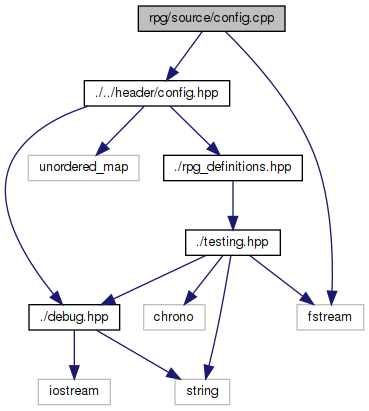 rpg/source/config.cpp
./../header/config.hpp
unordered_map
./rpg_definitions.hpp
./testing.hpp
./debug.hpp
chrono
fstream
iostream
string